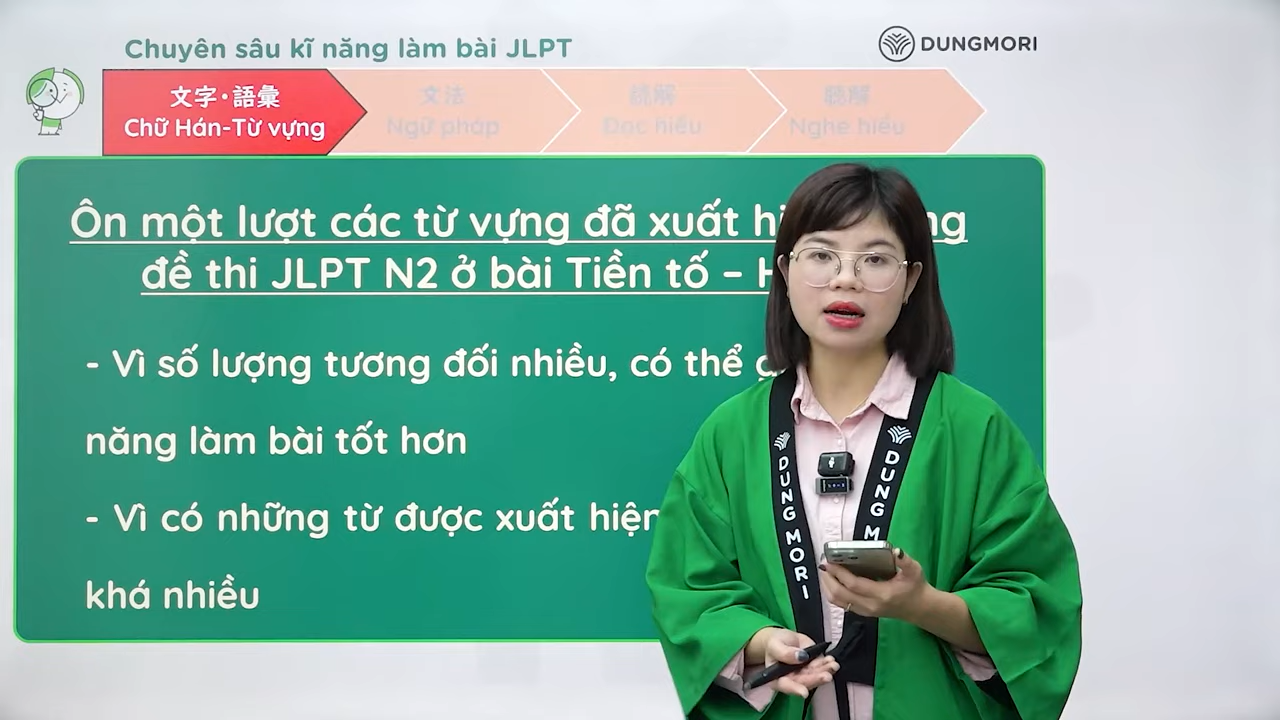 Chuyên sâu kĩ năng làm bài JLPT
DUNGMORI
文字・語彙
Chữ Hán-Từ vựng
文法
Ngữ pháp
読解
Đọc hiểu
聴解
Nghe hiểu
Ôn một lượt các từ vựng đã xuất
đề thi JLPT N2 ở bài Tiền tố –
- Vì số lượng tương đối nhiều, có thể
năng làm bài tốt hơn
- Vì có những từ được xuất hiện
khá nhiều
DUNG MORI
DUNG M